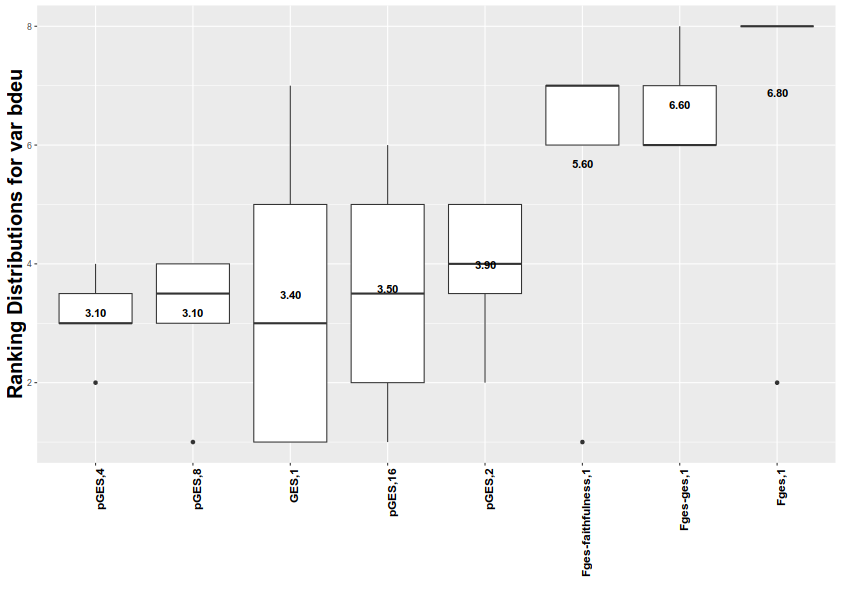 Ranking Distributions for var bdeu
8
6
4
2
3.10
3.10
3.40
3.50
3.90
5.60
6.60
6.80
pGES,4
pGES,8
GES,1
pGES,16
pGES,2
Fges-faithfulness,1
Fges-ges,1
Fges,1